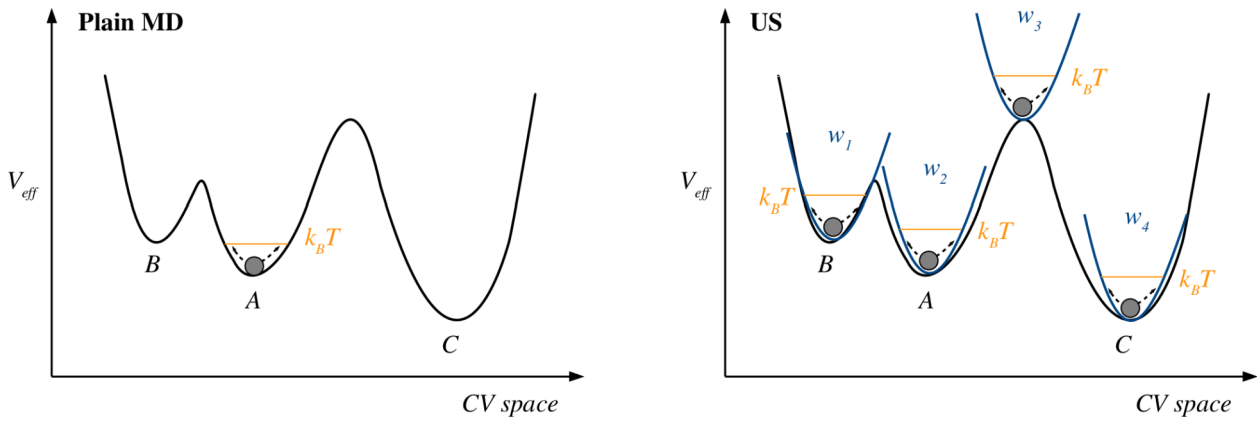 Plain MD
V_eff
k_BT
B
A
C
CV space
US
w_3
k_BT
w_1
w_2
w_4
V_eff
k_BT
k_BT
k_BT
B
A
C
CV space